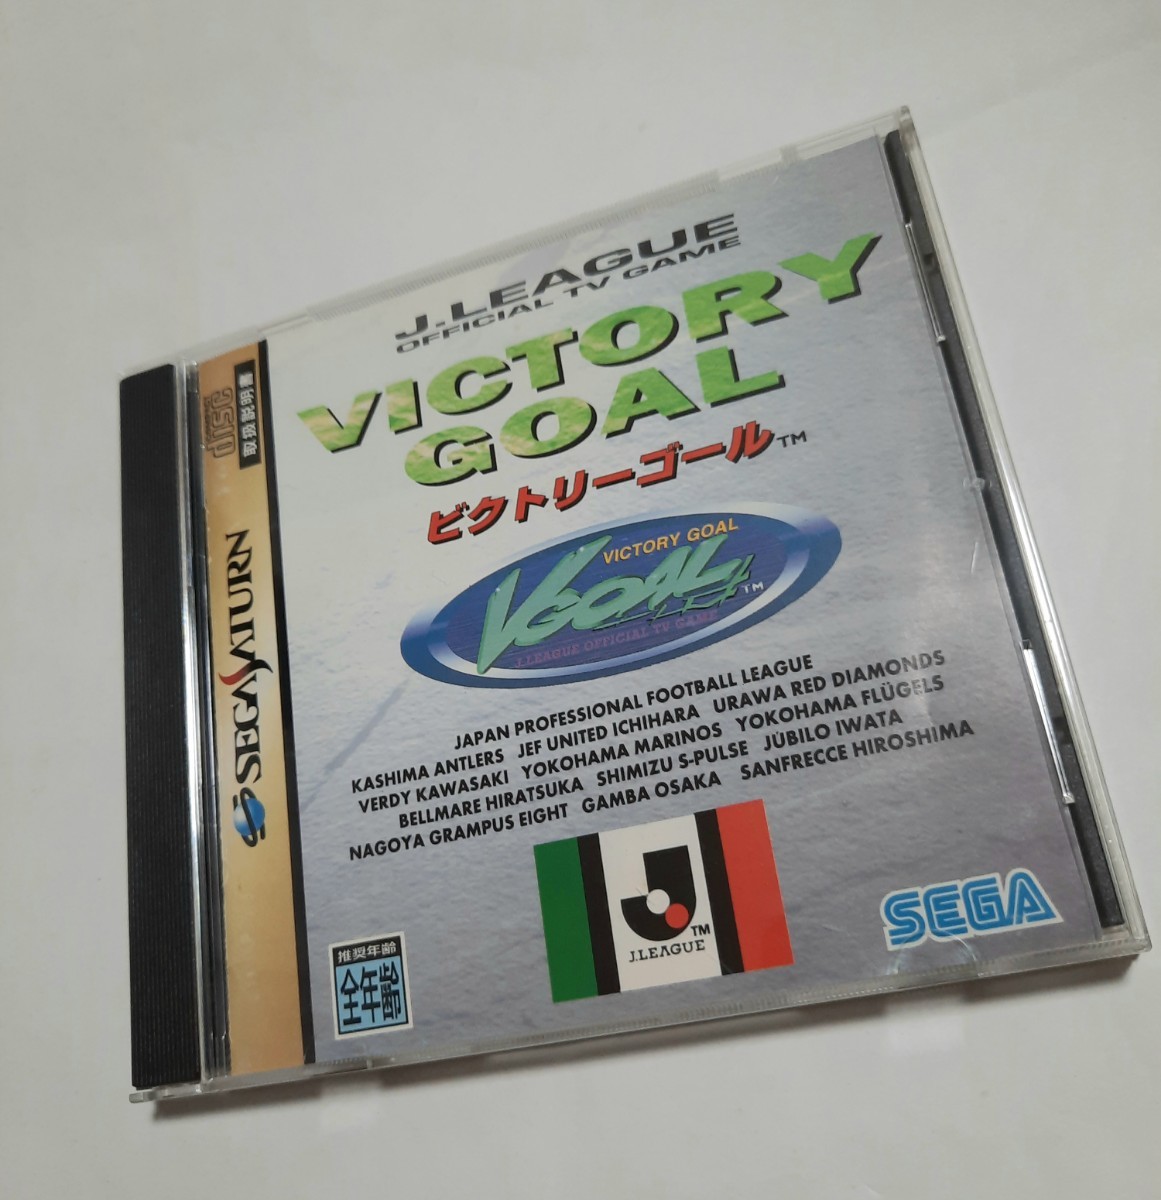 J.LEAGUE
OFFICIAL TV GAME
VICTORY
GOAL
ビクトリーゴール™
VICTORY GOAL
VGOAL
TM
J.LEAGUE OFFICIAL TV GAME
JAPAN PROFESSIONAL FOOTBALL LEAGUE
KASHIMA ANTLERS JEF UNITED ICHIHARA URAWA RED DIAMONDS
VERDY KAWASAKI YOKOHAMA MARINOS YOKOHAMA FLÜGELS
BELLMARE HIRATSUKA SHIMIZU S-PULSE JÚBILO IWATA
NAGOYA GRAMPUS EIGHT GAMBA OSAKA SANFRECCE HIROSHIMA
J.LEAGUE
TM
SEGA
推奨年齢
全年齢
disc
取扱説明書
SEGA SATURN